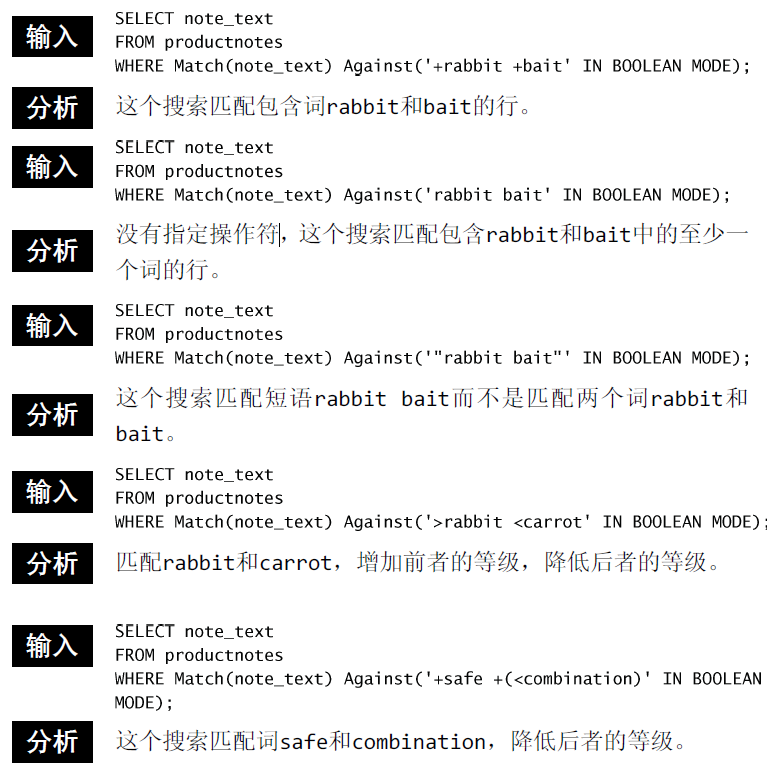 输入
SELECT note_text
FROM productnotes
WHERE Match(note_text) Against('+rabbit +bait' IN BOOLEAN MODE);
分析
这个搜索匹配包含词rabbit和bait的行。
输入
SELECT note_text
FROM productnotes
WHERE Match(note_text) Against('rabbit bait' IN BOOLEAN MODE);
分析
没有指定操作符，这个搜索匹配包含rabbit和bait中的至少一
个词的行。
输入
SELECT note_text
FROM productnotes
WHERE Match(note_text) Against('"rabbit bait"' IN BOOLEAN MODE);
分析
这个搜索匹配短语rabbit bait而不是匹配两个词rabbit和
bait。
输入
SELECT note_text
FROM productnotes
WHERE Match(note_text) Against('>rabbit <carrot' IN BOOLEAN MODE);
分析
匹配rabbit和carrot，增加前者的等级，降低后者的等级。
输入
SELECT note_text
FROM productnotes
WHERE Match(note_text) Against('+safe +(<combination)' IN BOOLEAN
MODE);
分析
这个搜索匹配词safe和combination，降低后者的等级。